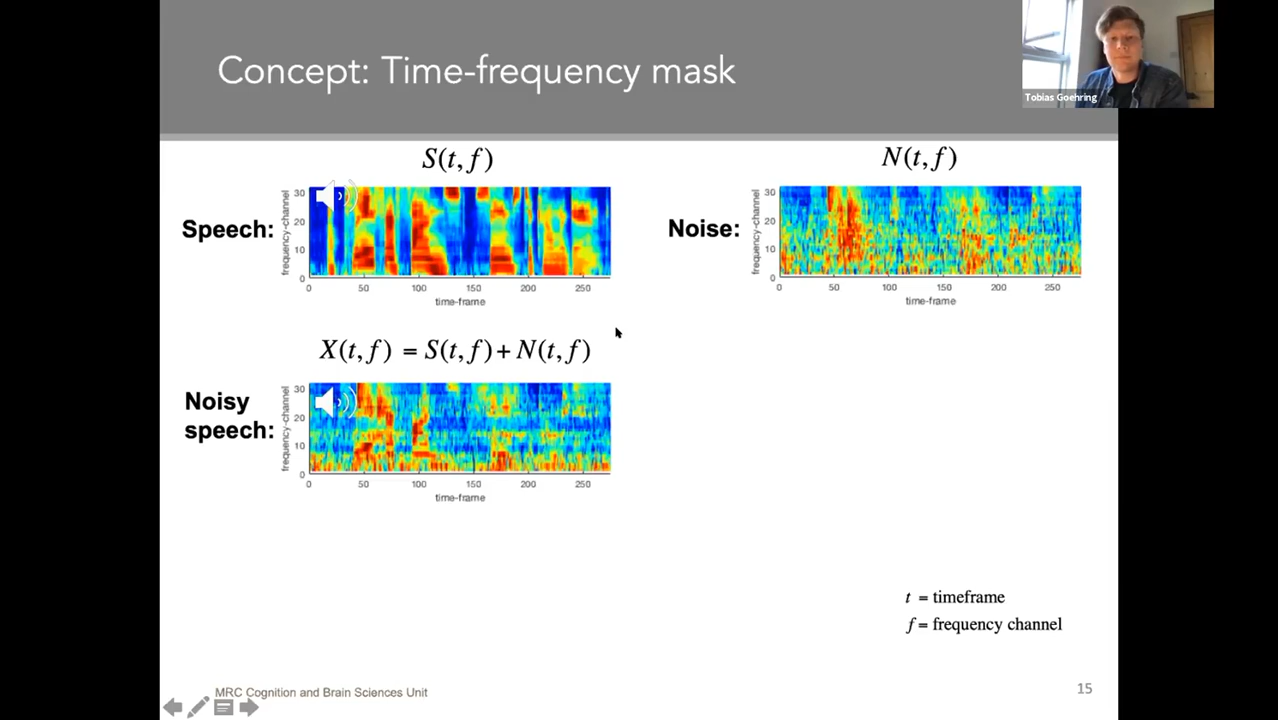 Concept: Time-frequency mask
Tobias Goehring
S(t, f)
N(t, f)
Speech:
frequency-channel
30
20
10
0
0 50 100 150 200 250
time-frame
Noise:
frequency-channel
30
20
10
0
0 50 100 150 200 250
time-frame
X(t, f) = S(t, f) + N(t, f)
Noisy
speech:
frequency-channel
30
20
10
0
0 50 100 150 200 250
time-frame
t = timeframe
f = frequency channel
MRC Cognition and Brain Sciences Unit
15